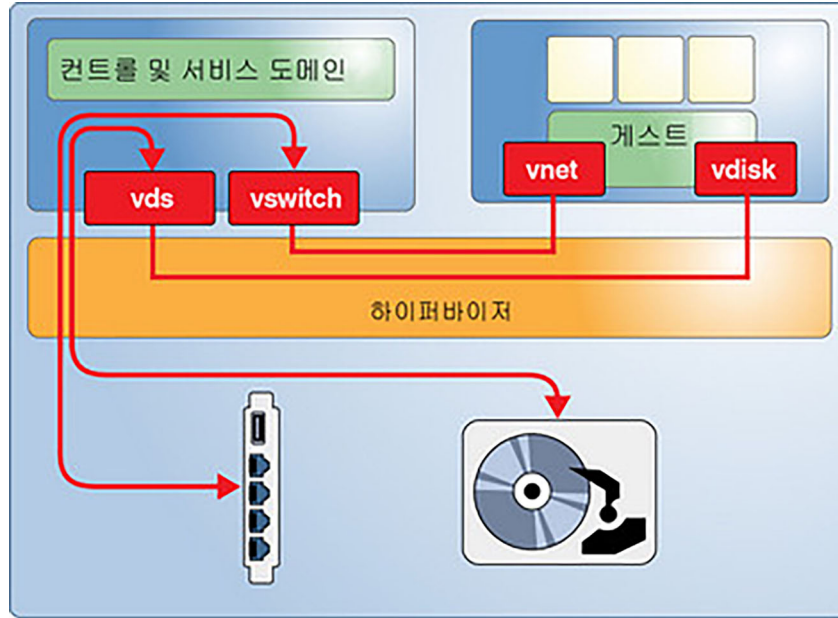 컨트롤 및 서비스 도메인
게스트
vds
vswitch
vnet
vdisk
하이퍼바이저